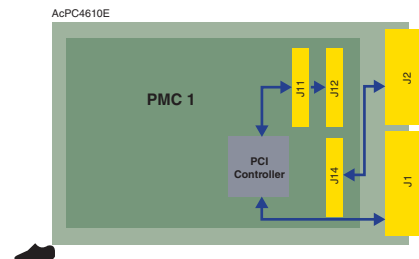 AcPC4610E
PMC 1
J11
J12
J2
PCI
Controller
J14
J1